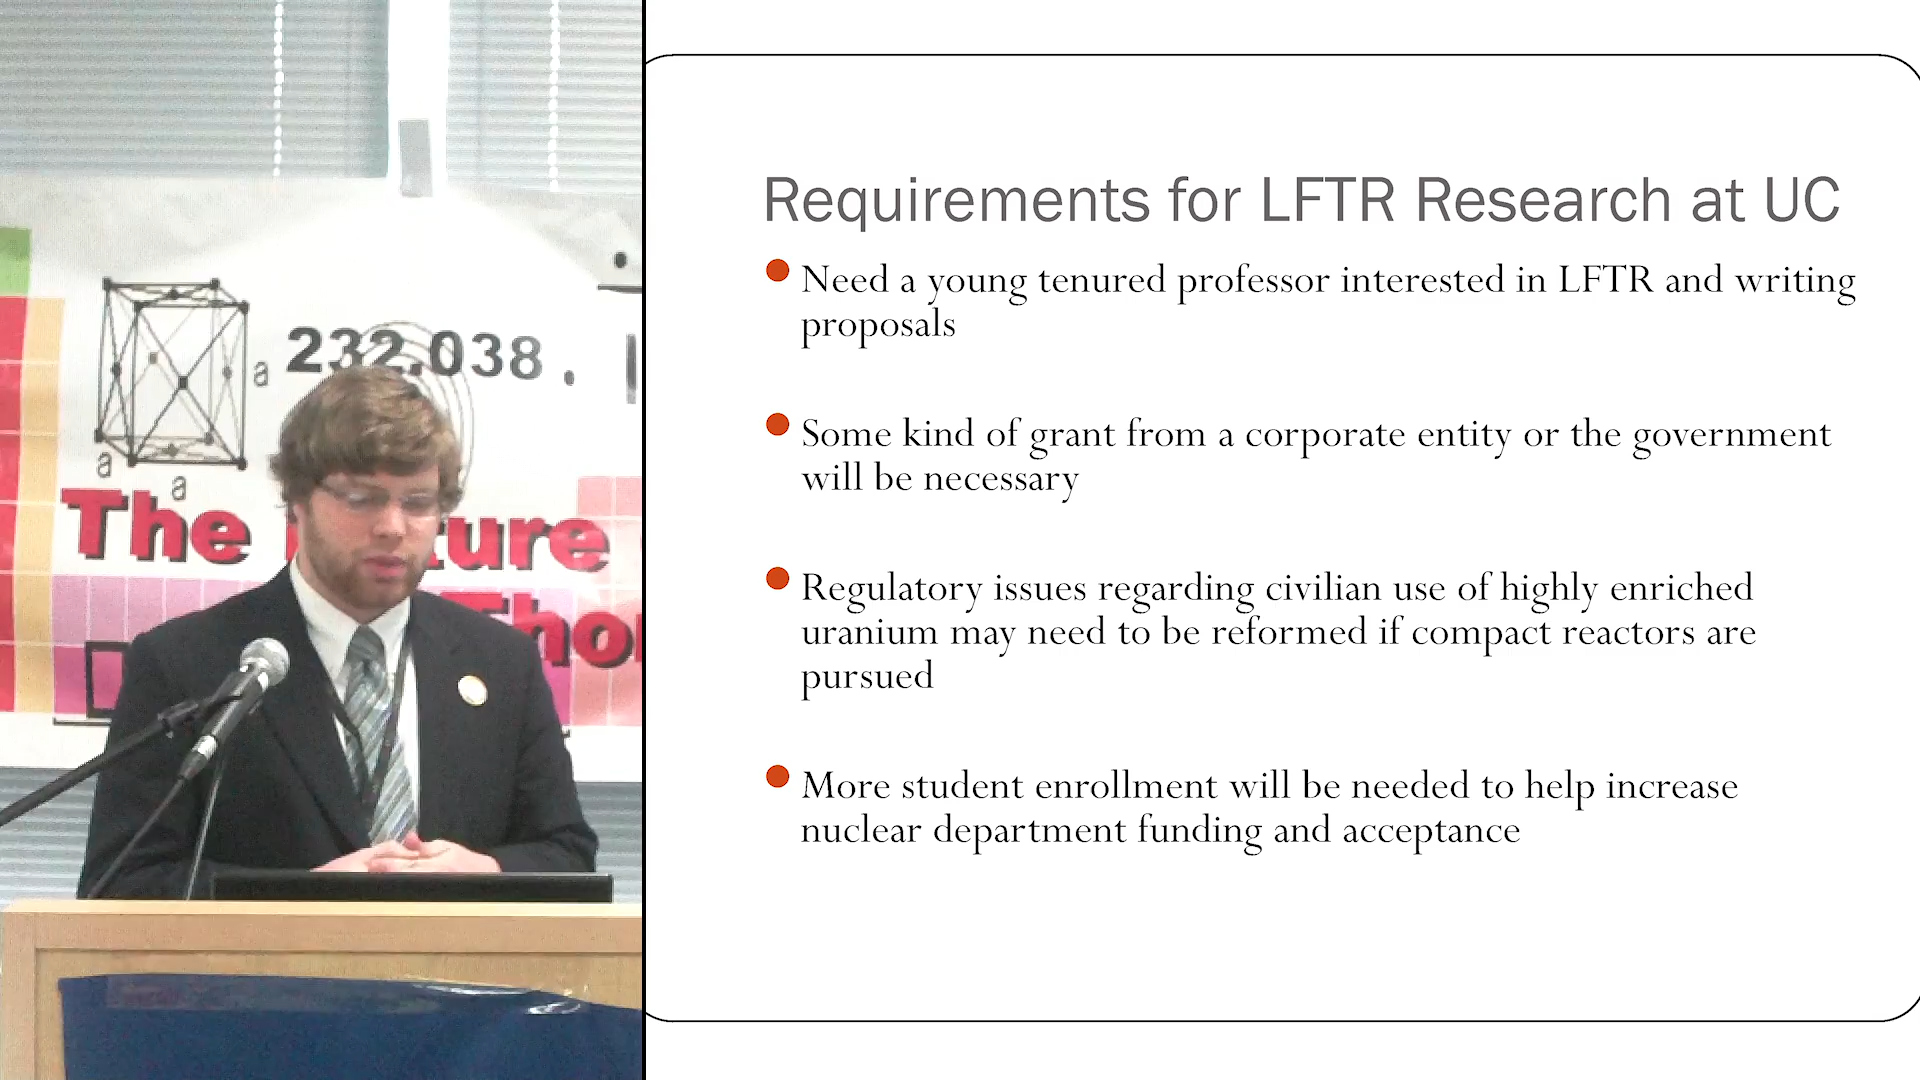 232.038
a
a
a
The
ture
Tho
Requirements for LFTR Research at UC
Need a young tenured professor interested in LFTR and writing
proposals
Some kind of grant from a corporate entity or the government
will be necessary
Regulatory issues regarding civilian use of highly enriched
uranium may need to be reformed if compact reactors are
pursued
More student enrollment will be needed to help increase
nuclear department funding and acceptance